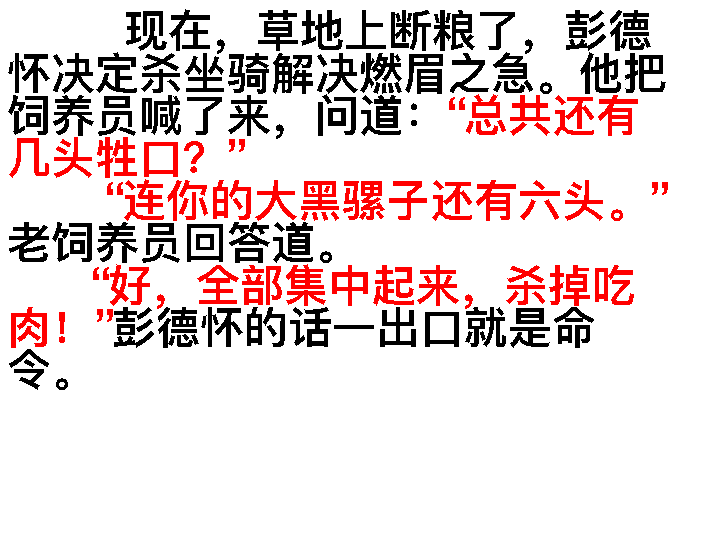 现在，草地上断粮了，彭德
怀决定杀坐骑解决燃眉之急。他把
饲养员喊了来，问道：“总共还有
几头牲口？”
“连你的大黑骡子还有六头。”
老饲养员回答道。
“好，全部集中起来，杀掉吃
肉！”彭德怀的话一出口就是命
令。